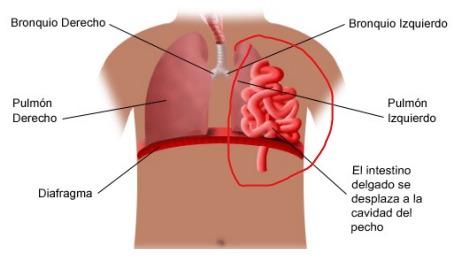 Bronquio Derecho
Bronquio Izquierdo
Pulmón
Derecho
Pulmón
Izquierdo
Diafragma
El intestino
delgado se
desplaza a la
cavidad del
pecho